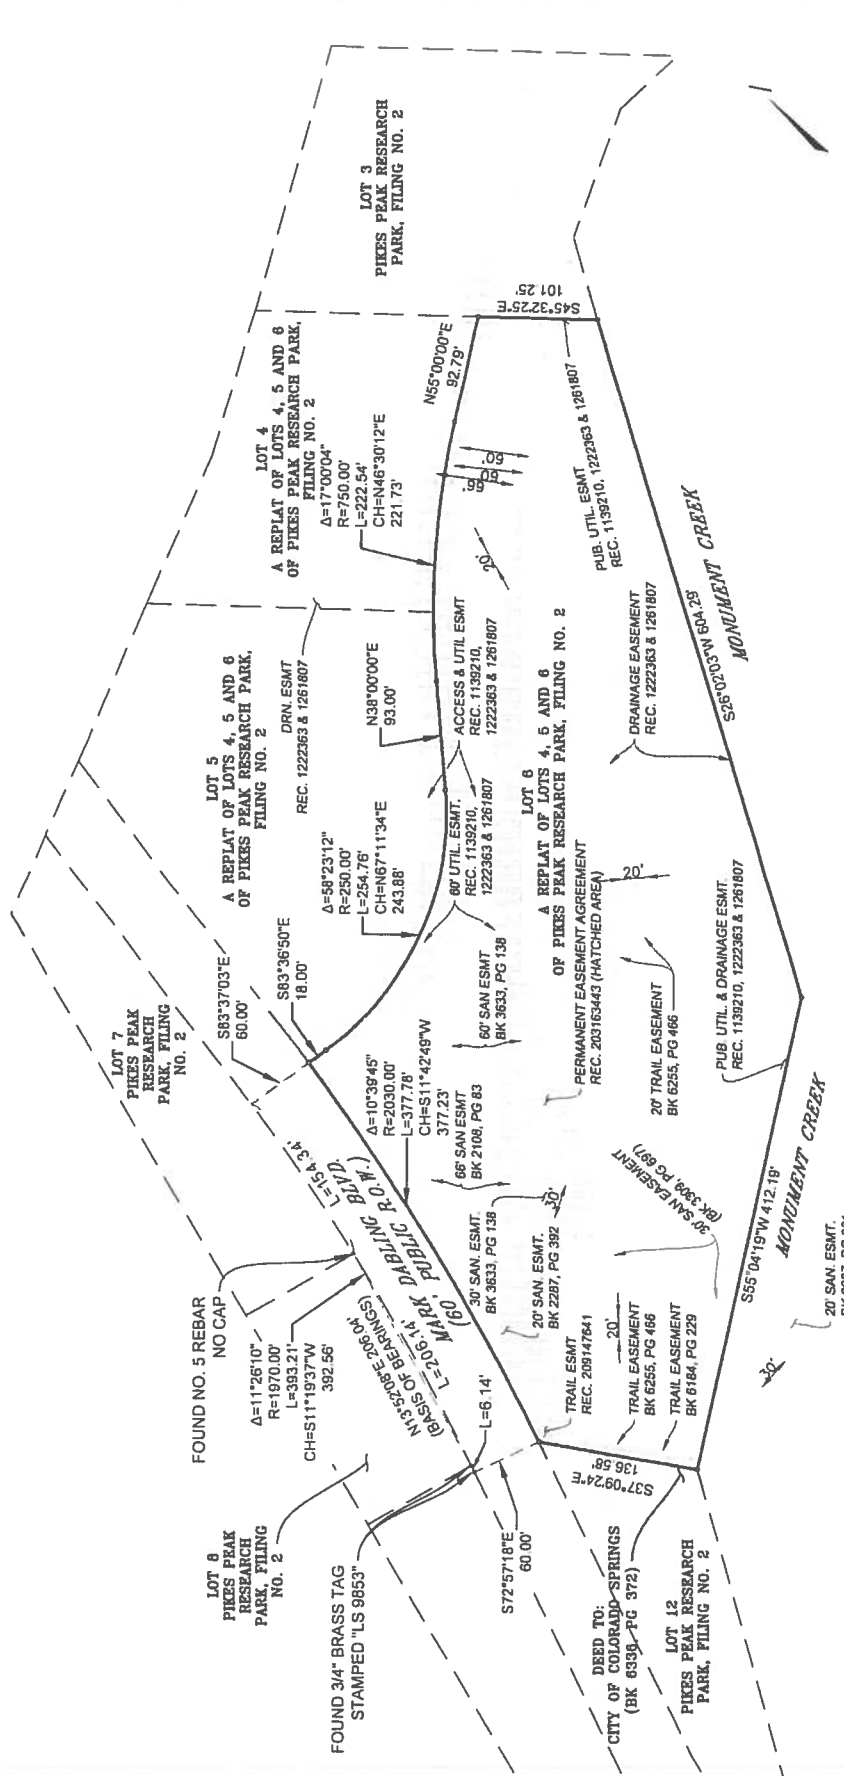 LOT 3
PIKES PEAK RESEARCH
PARK, FILING NO. 2
S45°32'25"E
101.25'
N55°00'00"E
92.79'
LOT 4
A REPLAT OF LOTS 4, 5 AND 6
OF PIKES PEAK RESEARCH PARK,
FILING NO. 2
Δ=17°00'04"
R=750.00'
L=222.54'
CH=N46°30'12"E
221.73'
60'
60'
66'
20'
PUB. UTIL. ESMT
REC. 1139210, 1222363 & 1261807
LOT 5
A REPLAT OF LOTS 4, 5 AND 6
OF PIKES PEAK RESEARCH PARK,
FILING NO. 2
DRN. ESMT
REC. 1222363 & 1261807
N38°00'00"E
93.00'
ACCESS & UTIL ESMT
REC. 1139210,
1222363 & 1261807
LOT 6
A REPLAT OF LOTS 4, 5 AND 6
OF PIKES PEAK RESEARCH PARK, FILING NO. 2
DRAINAGE EASEMENT
REC. 1222363 & 1261807
S26°02'03"W 604.29'
MONUMENT CREEK
Δ=58°23'12"
R=250.00'
L=254.76'
CH=N67°11'34"E
243.88'
60' UTIL. ESMT.
REC. 1139210,
1222363 & 1261807
60' SAN ESMT
BK 3633, PG 138
PERMANENT EASEMENT AGREEMENT
REC. 203163443 (HATCHED AREA)
20'
20' TRAIL EASEMENT
BK 6255, PG 466
PUB. UTIL. & DRAINAGE ESMT.
REC. 1139210, 1222363 & 1261807
S83°36'50"E
18.00'
S83°37'03"E
60.00'
LOT 7
PIKES PEAK
RESEARCH
PARK, FILING
NO. 2
Δ=10°39'45"
R=2030.00'
L=377.78'
CH=S11°42'49"W
377.23'
66' SAN ESMT
BK 2108, PG 83
L=154.34'
MARK DABLING BLVD.
(60' PUBLIC R.O.W.)
L=206.14'
N13°52'08"E 206.04'
(BASIS OF BEARINGS)
FOUND NO. 5 REBAR
NO CAP
Δ=11°26'10"
R=1970.00'
L=393.21'
CH=S11°19'37"W
392.56'
30' SAN. ESMT.
BK 3633, PG 138
20' SAN. ESMT.
BK 2287, PG 392
30'
30' SAN EASEMENT
(BK 3309, PG 697)
S55°04'19"W 412.19'
MONUMENT CREEK
TRAIL ESMT
REC. 209147641
20'
TRAIL EASEMENT
BK 6255, PG 466
TRAIL EASEMENT
BK 6184, PG 229
30'
20' SAN. ESMT.
L=6.14'
S37°09'24"E
136.58'
S72°57'18"E
60.00'
LOT 8
PIKES PEAK
RESEARCH
PARK, FILING
NO. 2
FOUND 3/4" BRASS TAG
STAMPED "LS 9853"
DEED TO:
CITY OF COLORADO SPRINGS
(BK 6336, PG 372)
LOT 12
PIKES PEAK RESEARCH
PARK, FILING NO. 2